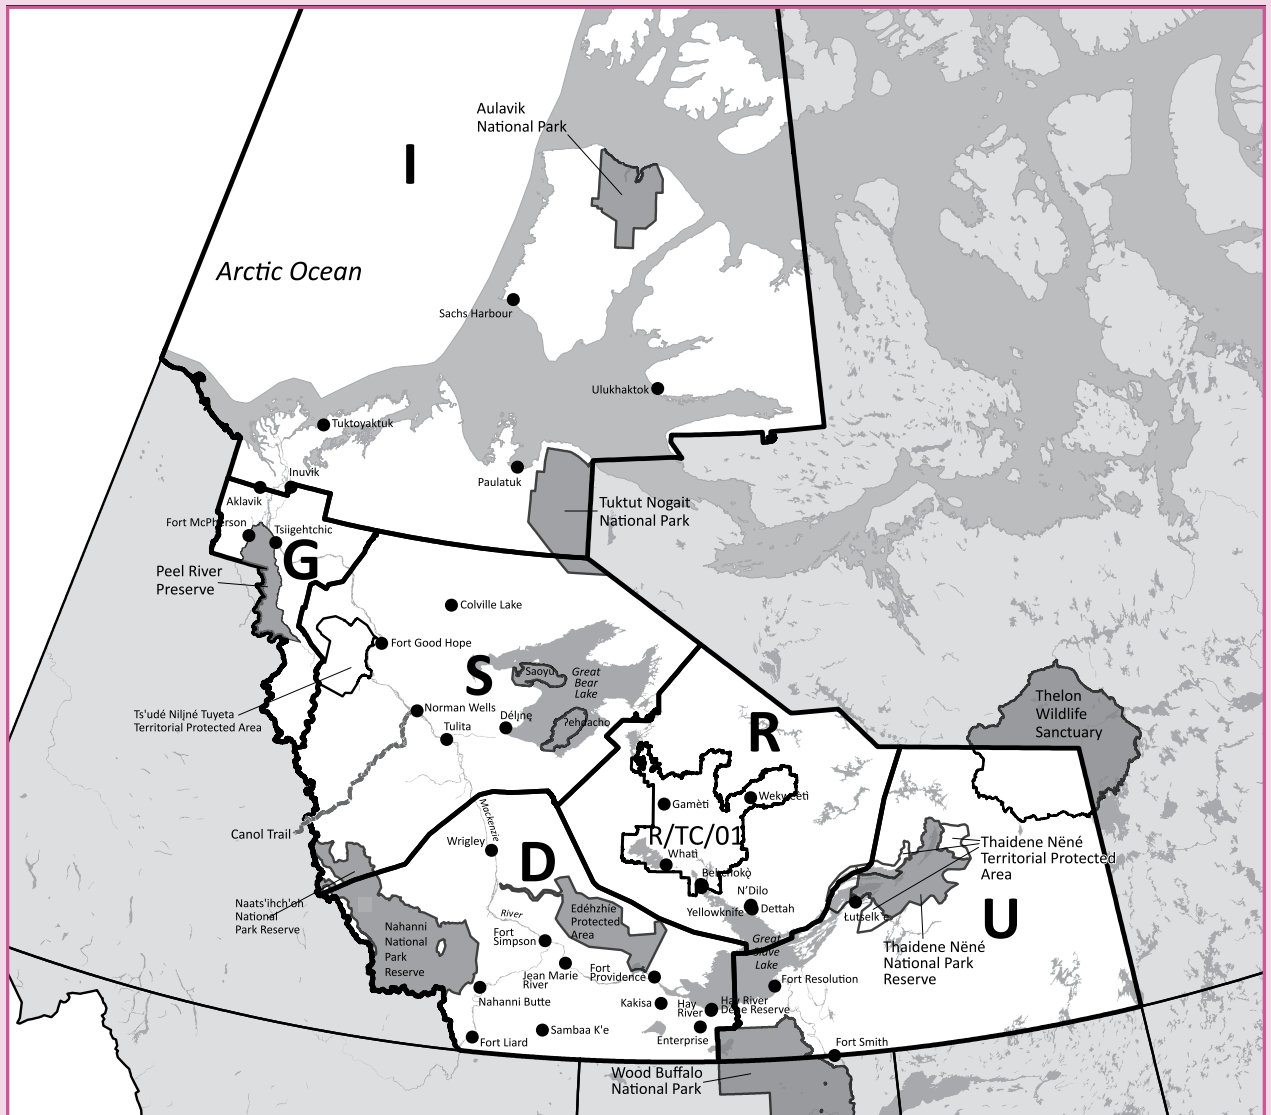 Aulavik
National Park
I
Arctic Ocean
Sachs Harbour
Ulukhaktok
Tuktoyaktuk
Inuvik
Paulatuk
Aklavik
Tuktut Nogait
National Park
Fort McPherson
Tsiigehtchic
G
Peel River
Preserve
Colville Lake
Fort Good Hope
S
Saoyú
Great
Bear
Lake
Thelon
Wildlife
Sanctuary
Ts'udé Nilįné Tuyeta
Territorial Protected Area
Norman Wells
Délįnę
ʔehdacho
Tulita
R
Gamètì
Wekweètì
Mackenzie
Canol Trail
Wrigley
R/TC/01
Whatì
D
Thaidene Nëné
Territorial Protected
Area
Behchokǫ̀
N'Dilo
Naats'ihch'oh
National
Park Reserve
River
Edéhzhíe
Protected
Area
Yellowknife
Dettah
Łutselk'e
U
Nahanni
National
Park
Reserve
Fort
Simpson
Great
Slave
Lake
Thaidene Nëné
National Park
Reserve
Jean Marie
River
Fort
Providence
Fort Resolution
Nahanni Butte
Kakisa
Hay
River
Hay River
Dene Reserve
Sambaa K'e
Enterprise
Fort Liard
Fort Smith
Wood Buffalo
National Park